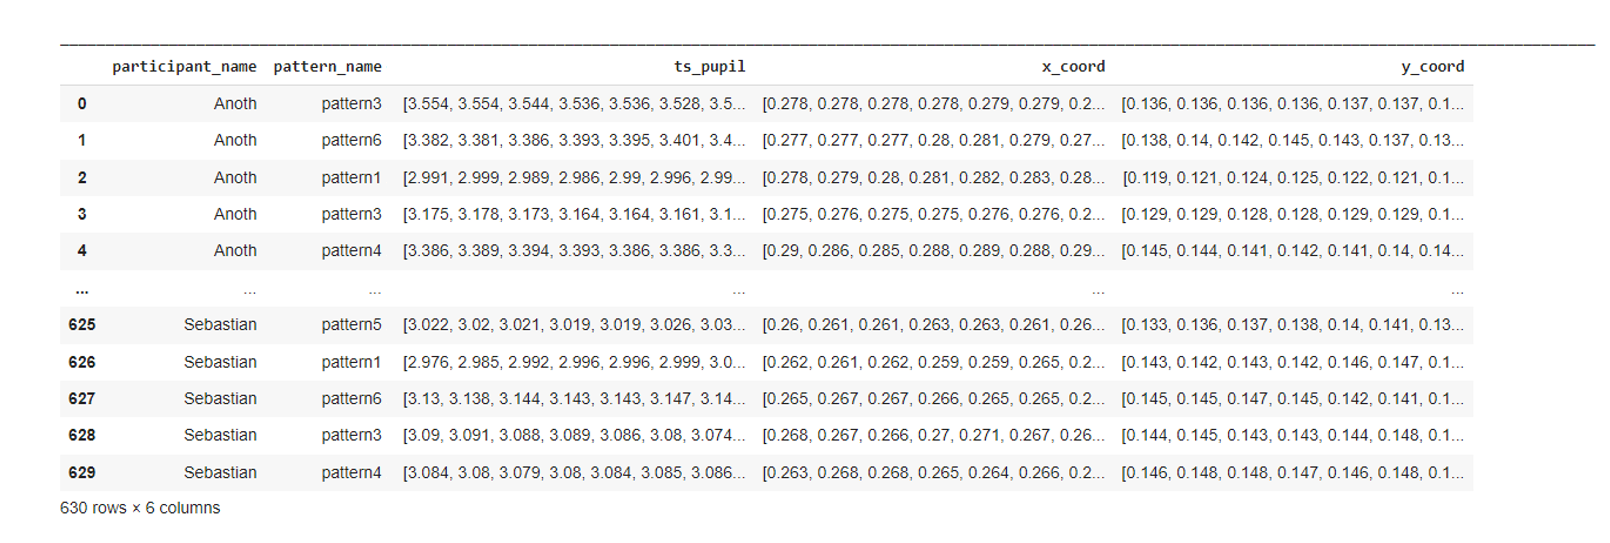 participant_name pattern_name ts_pupil x_coord y_coord
0 Anoth pattern3 [3.554, 3.554, 3.544, 3.536, 3.536, 3.528, 3.5... [0.278, 0.278, 0.278, 0.278, 0.279, 0.279, 0.2... [0.136, 0.136, 0.136, 0.136, 0.137, 0.137, 0.1...
1 Anoth pattern6 [3.382, 3.381, 3.386, 3.393, 3.395, 3.401, 3.4... [0.277, 0.277, 0.277, 0.28, 0.281, 0.279, 0.27... [0.138, 0.14, 0.142, 0.145, 0.143, 0.137, 0.13...
2 Anoth pattern1 [2.991, 2.999, 2.989, 2.986, 2.99, 2.996, 2.99... [0.278, 0.279, 0.28, 0.281, 0.282, 0.283, 0.28... [0.119, 0.121, 0.124, 0.125, 0.122, 0.121, 0.1...
3 Anoth pattern3 [3.175, 3.178, 3.173, 3.164, 3.164, 3.161, 3.1... [0.275, 0.276, 0.275, 0.275, 0.276, 0.276, 0.2... [0.129, 0.129, 0.128, 0.128, 0.129, 0.129, 0.1...
4 Anoth pattern4 [3.386, 3.389, 3.394, 3.393, 3.386, 3.386, 3.3... [0.29, 0.286, 0.285, 0.288, 0.289, 0.288, 0.29... [0.145, 0.144, 0.141, 0.142, 0.141, 0.14, 0.14...
... ... ... ... ... ...
625 Sebastian pattern5 [3.022, 3.02, 3.021, 3.019, 3.019, 3.026, 3.03... [0.26, 0.261, 0.261, 0.263, 0.263, 0.261, 0.26... [0.133, 0.136, 0.137, 0.138, 0.14, 0.141, 0.13...
626 Sebastian pattern1 [2.976, 2.985, 2.992, 2.996, 2.996, 2.999, 3.0... [0.262, 0.261, 0.262, 0.259, 0.259, 0.265, 0.2... [0.143, 0.142, 0.143, 0.142, 0.146, 0.147, 0.1...
627 Sebastian pattern6 [3.13, 3.138, 3.144, 3.143, 3.143, 3.147, 3.14... [0.265, 0.267, 0.267, 0.266, 0.265, 0.265, 0.2... [0.145, 0.145, 0.147, 0.145, 0.142, 0.141, 0.1...
628 Sebastian pattern3 [3.09, 3.091, 3.088, 3.089, 3.086, 3.08, 3.074... [0.268, 0.267, 0.266, 0.27, 0.271, 0.267, 0.26... [0.144, 0.145, 0.143, 0.143, 0.144, 0.148, 0.1...
629 Sebastian pattern4 [3.084, 3.08, 3.079, 3.08, 3.084, 3.085, 3.086... [0.263, 0.268, 0.268, 0.265, 0.264, 0.266, 0.2... [0.146, 0.148, 0.148, 0.147, 0.146, 0.148, 0.1...
630 rows × 6 columns